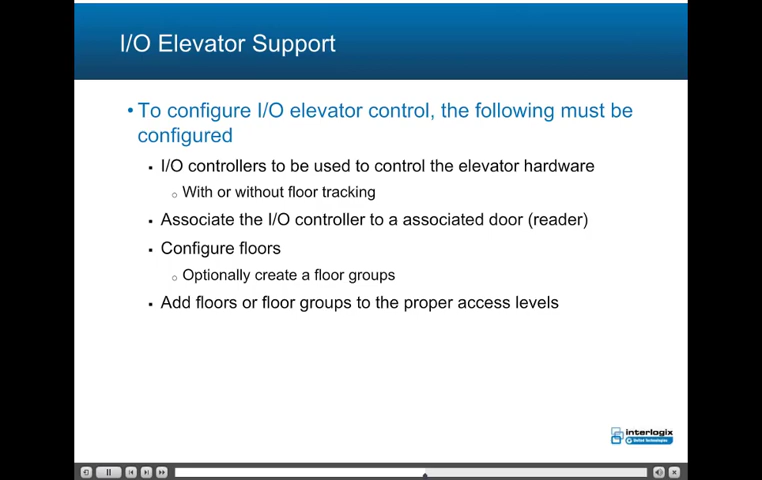 I/O Elevator Support
• To configure I/O elevator control, the following must be
configured
▪ I/O controllers to be used to control the elevator hardware
○ With or without floor tracking
▪ Associate the I/O controller to a associated door (reader)
▪ Configure floors
○ Optionally create a floor groups
▪ Add floors or floor groups to the proper access levels
interlogix
United Technologies